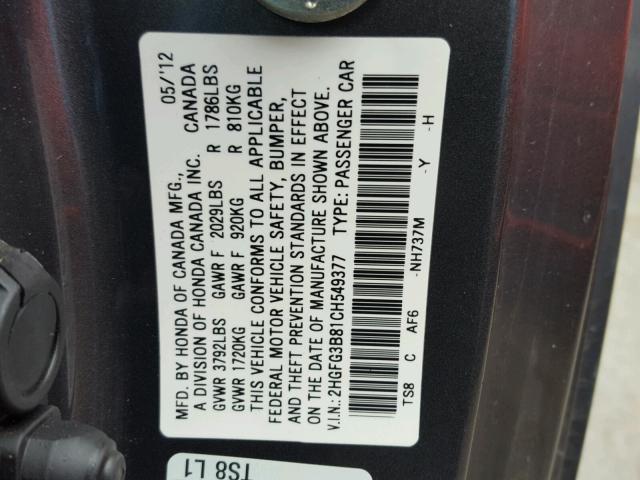 MFD. BY HONDA OF CANADA MFG., 05/'12
A DIVISION OF HONDA CANADA INC. CANADA
GVWR 3792LBS GAWR F 2029LBS R 1786LBS
GVWR 1720KG GAWR F 920KG R 810KG
THIS VEHICLE CONFORMS TO ALL APPLICABLE
FEDERAL MOTOR VEHICLE SAFETY, BUMPER,
AND THEFT PREVENTION STANDARDS IN EFFECT
ON THE DATE OF MANUFACTURE SHOWN ABOVE.
V.I.N.: 2HGFG3B81CH549377 TYPE: PASSENGER CAR
TS8 C AF6 -NH737M -Y -H
TS8 L1